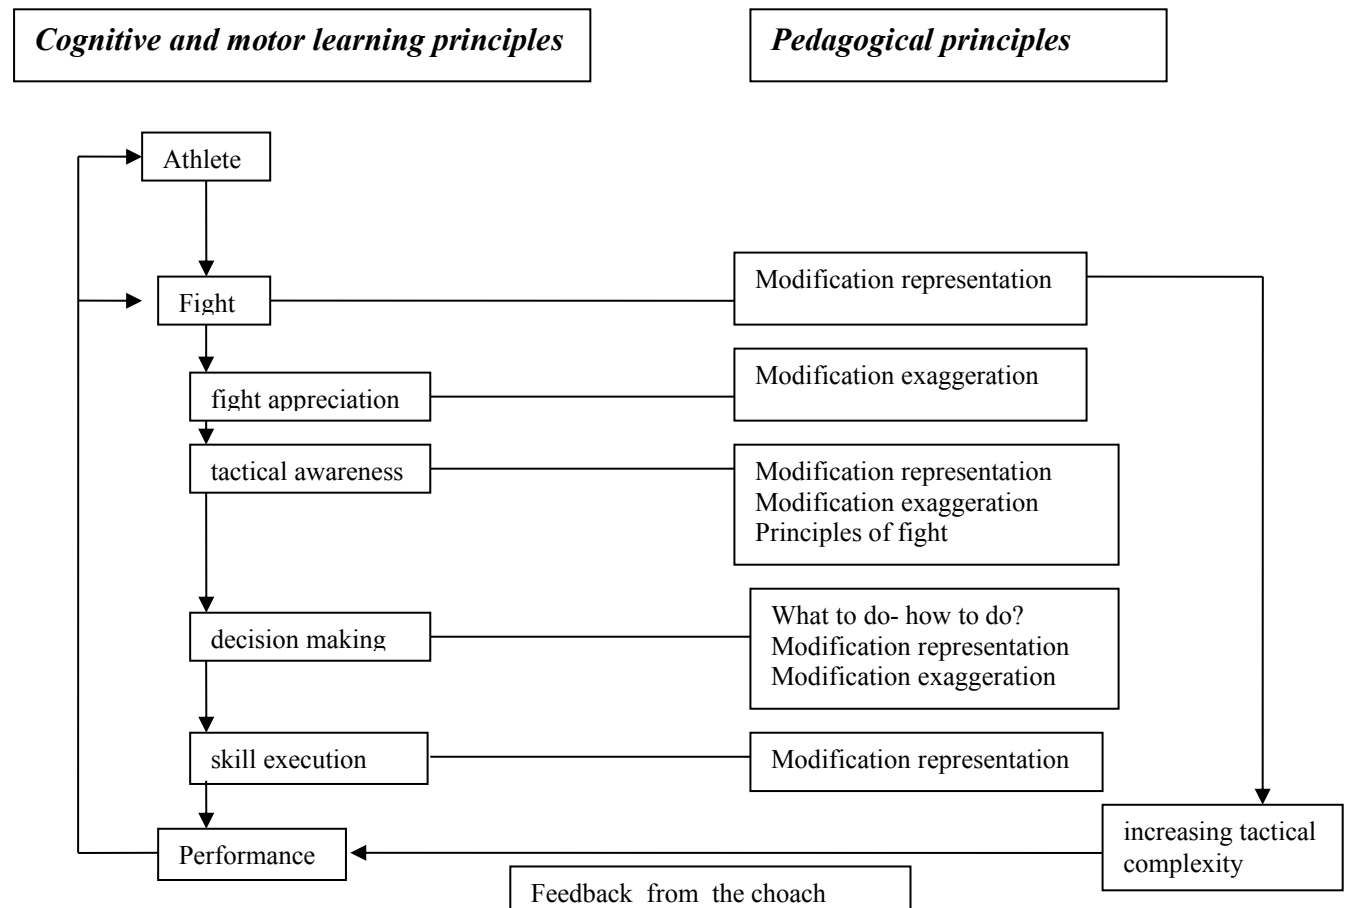 Cognitive and motor learning principles
Pedagogical principles
Athlete
Fight
Modification representation
fight appreciation
Modification exaggeration
tactical awareness
Modification representation
Modification exaggeration
Principles of fight
decision making
What to do- how to do?
Modification representation
Modification exaggeration
skill execution
Modification representation
Performance
increasing tactical
complexity
Feedback from the choach